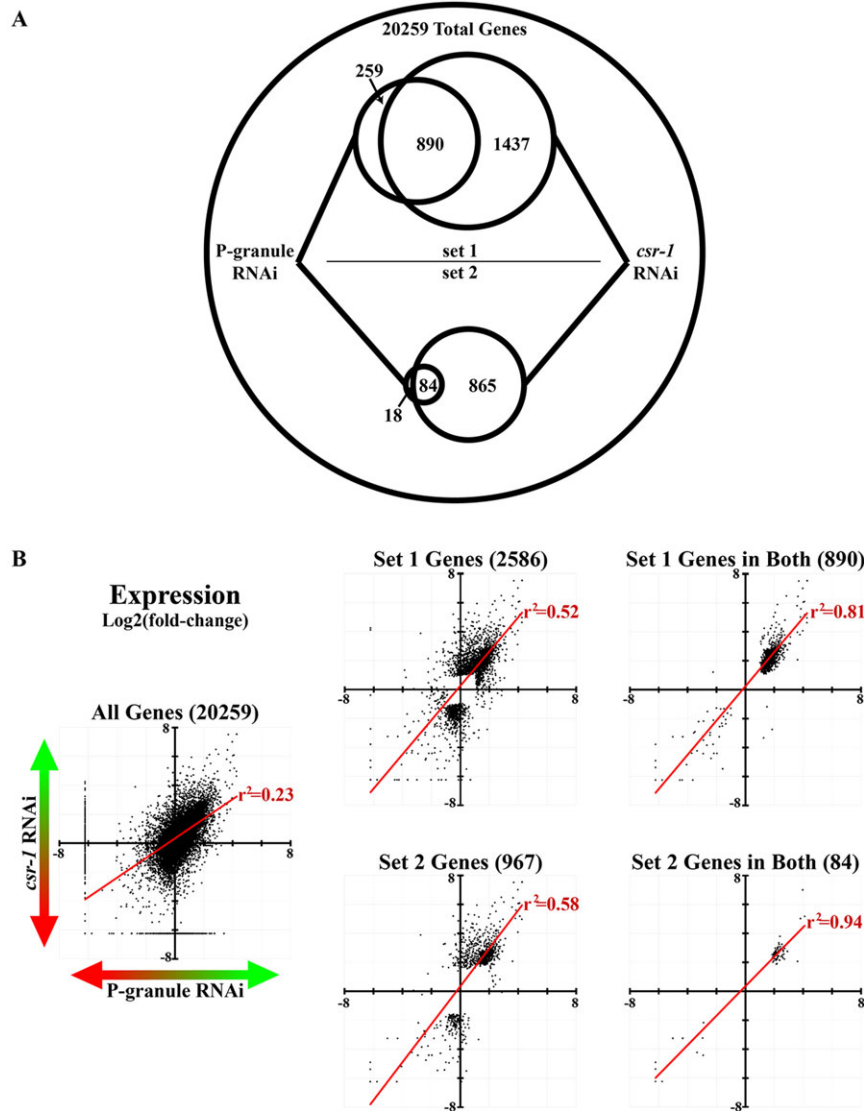 A
20259 Total Genes
259
890
1437
P-granule
RNAi
set 1
set 2
csr-1
RNAi
84
865
18
B
Expression
Log2(fold-change)
All Genes (20259)
8
r²=0.23
-8
8
-8
csr-1 RNAi
P-granule RNAi
Set 1 Genes (2586)
8
r²=0.52
-8
8
-8
Set 1 Genes in Both (890)
8
r²=0.81
-8
8
-8
Set 2 Genes (967)
8
r²=0.58
-8
8
-8
Set 2 Genes in Both (84)
8
r²=0.94
-8
8
-8